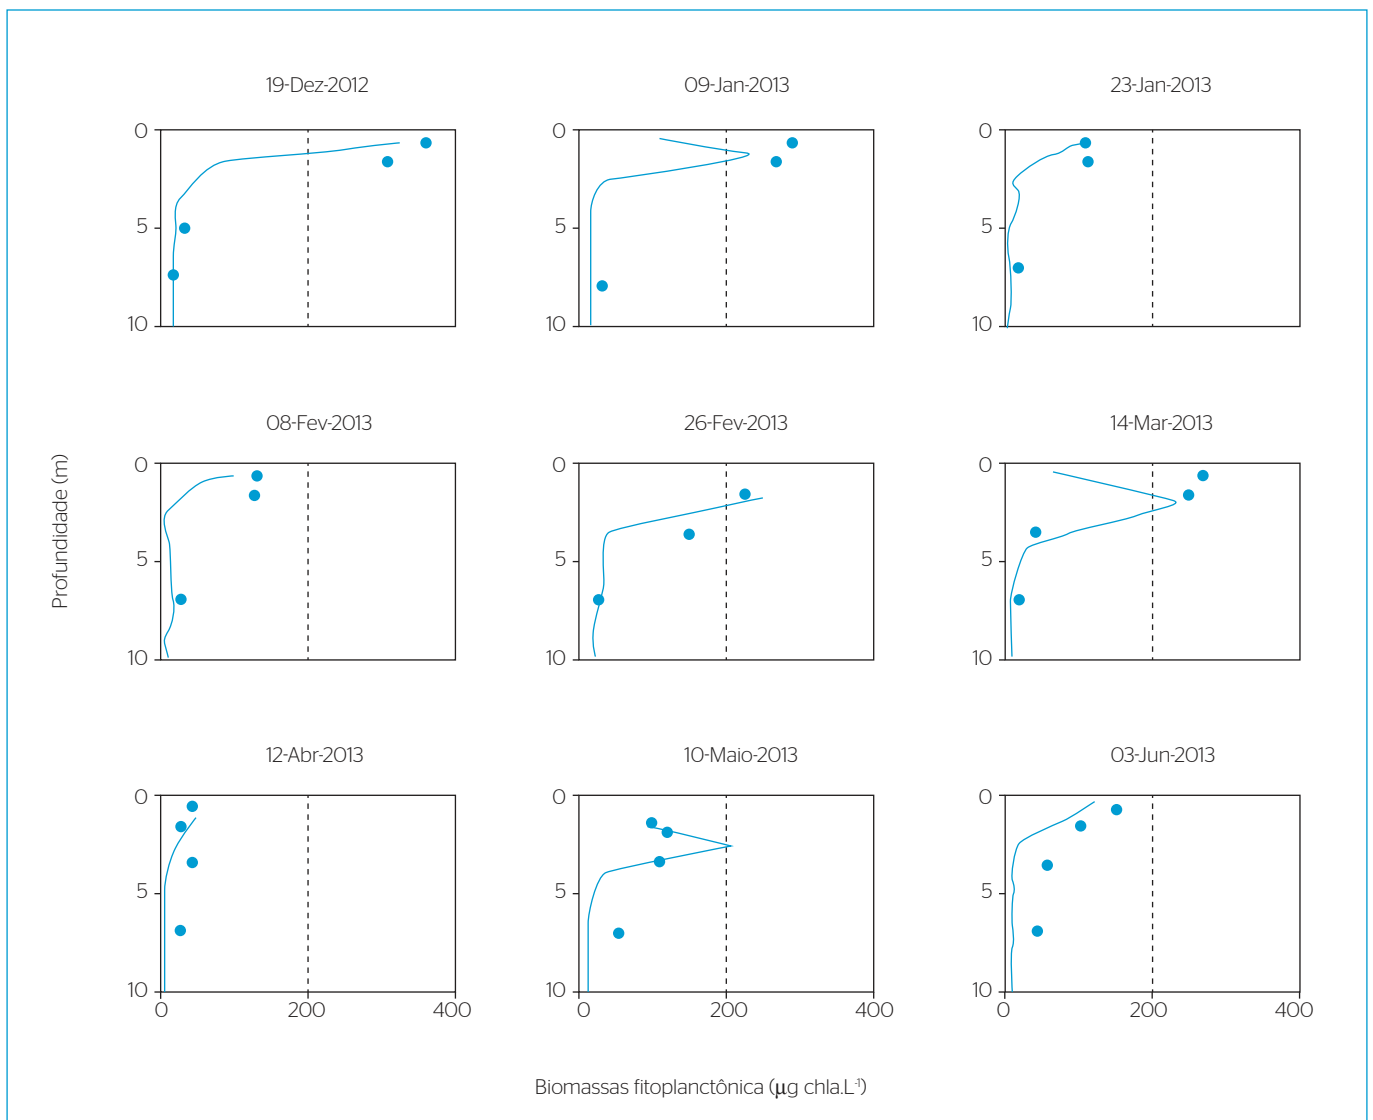 19-Dez-2012 09-Jan-2013 23-Jan-2013
0 0 0
5 5 5
10 10 10
08-Fev-2013 26-Fev-2013 14-Mar-2013
0 0 0
5 5 5
10 10 10
Profundidade (m)
12-Abr-2013 10-Maio-2013 03-Jun-2013
0 0 0
5 5 5
10 10 10
0 200 400 0 200 400 0 200 400
Biomassas fitoplanctônica (µg chla.L⁻¹)